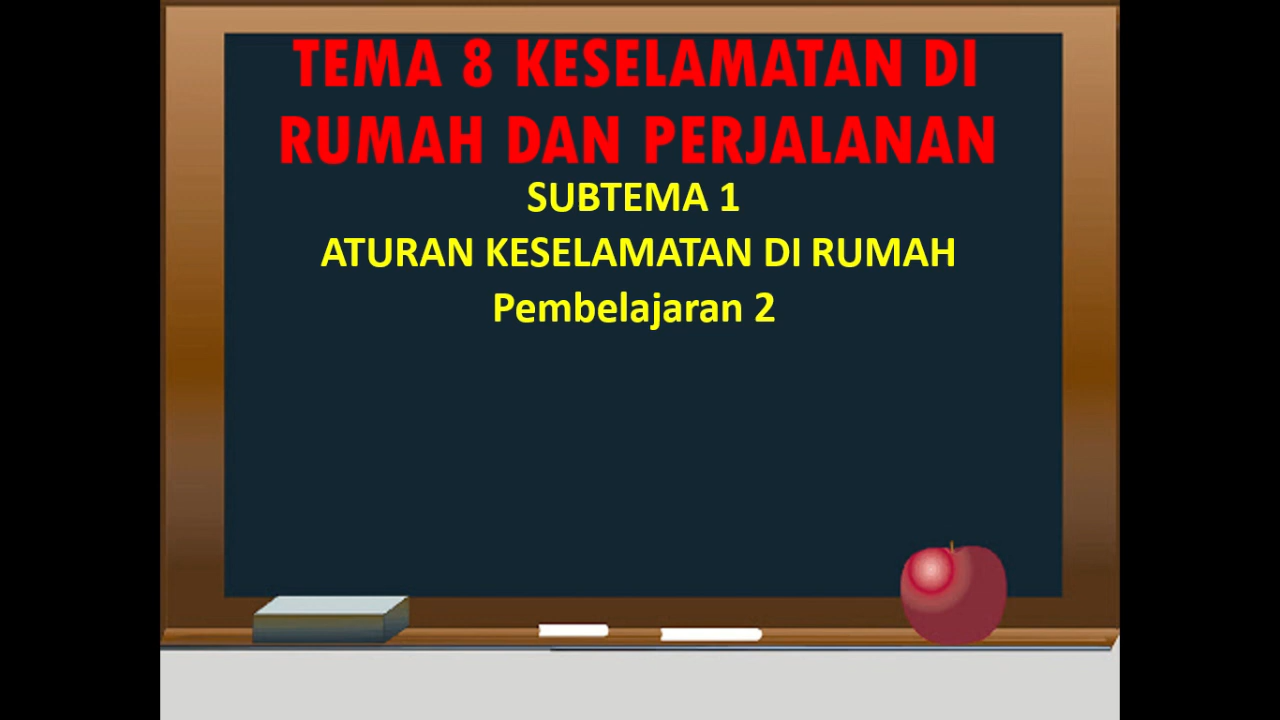 TEMA 8 KESELAMATAN DI
RUMAH DAN PERJALANAN
SUBTEMA 1
ATURAN KESELAMATAN DI RUMAH
Pembelajaran 2